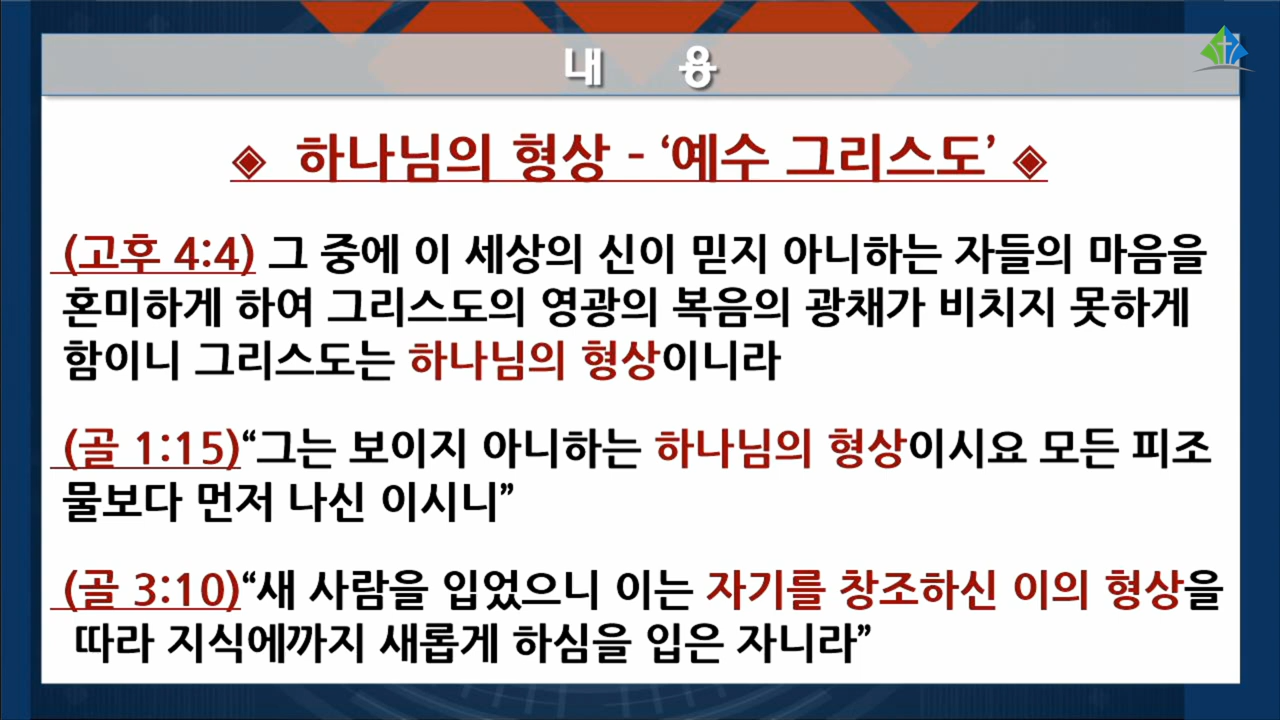 내 용
◈ 하나님의 형상 - ‘예수 그리스도’ ◈
(고후 4:4) 그 중에 이 세상의 신이 믿지 아니하는 자들의 마음을
혼미하게 하여 그리스도의 영광의 복음의 광채가 비치지 못하게
함이니 그리스도는 하나님의 형상이니라
(골 1:15)“그는 보이지 아니하는 하나님의 형상이시요 모든 피조
물보다 먼저 나신 이시니”
(골 3:10)“새 사람을 입었으니 이는 자기를 창조하신 이의 형상을
따라 지식에까지 새롭게 하심을 입은 자니라”